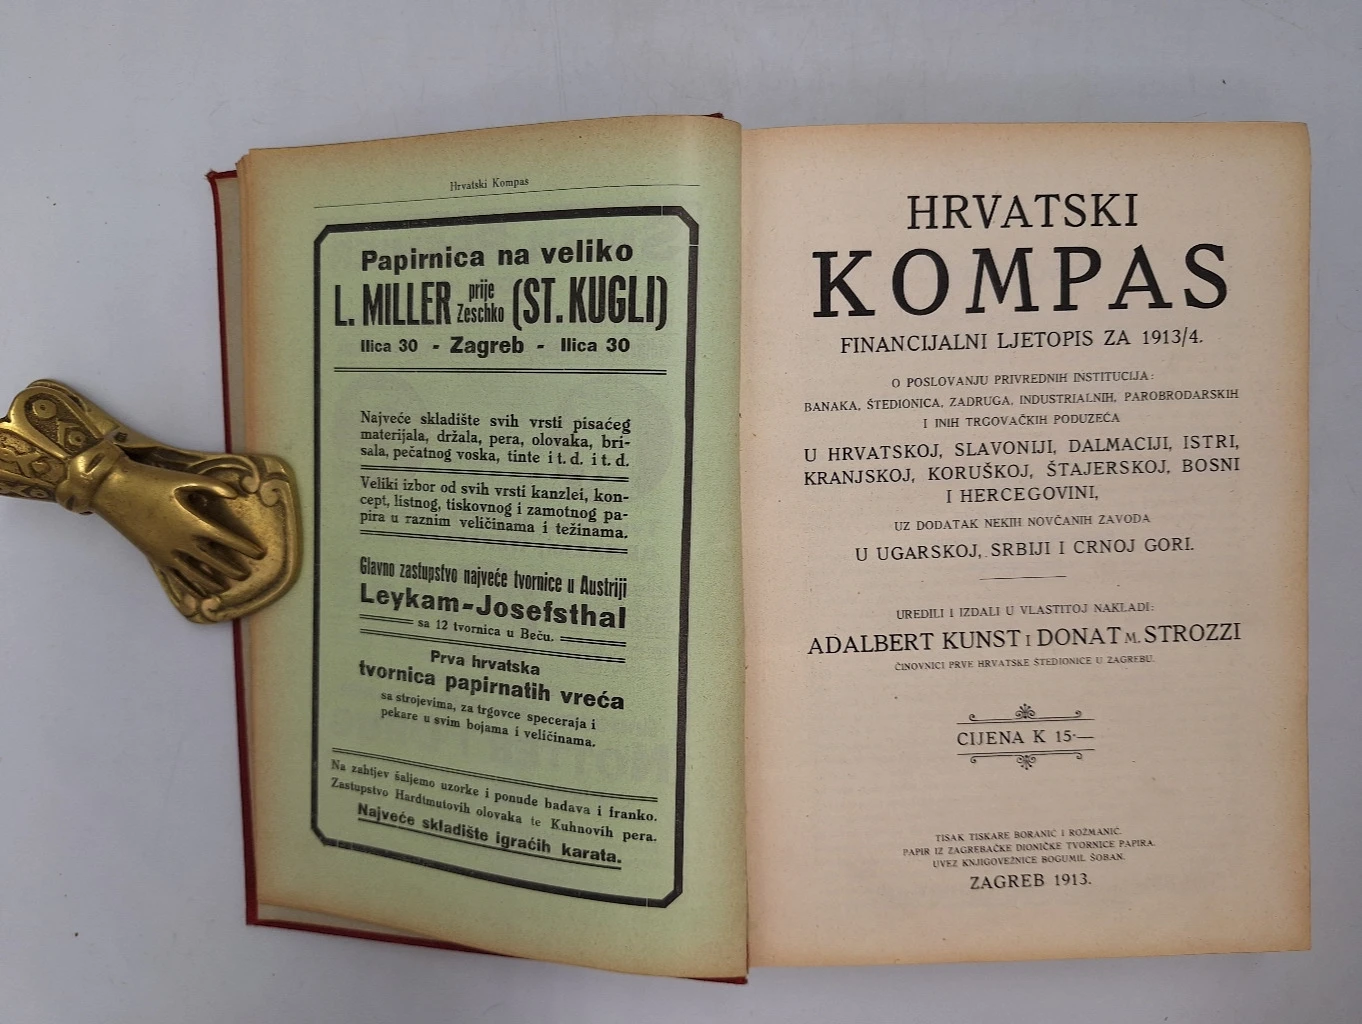 Hrvatski Kompas
Papirnica na veliko
L. MILLER prije Zeschko (ST. KUGLI)
Ilica 30 - Zagreb - Ilica 30
Najveće skladište svih vrsti pisaćeg
materijala, držala, pera, olovaka, bri-
sala, pečatnog voska, tinte i t. d. i t. d.
Veliki izbor od svih vrsti kanzlei, kon-
cept, listnog, tiskovnog i zamotnog pa-
pira u raznim veličinama i težinama.
Glavno zastupstvo najveće tvornice u Austriji
Leykam-Josefsthal
sa 12 tvornica u Beču.
Prva hrvatska
tvornica papirnatih vreća
sa strojevima, za trgovce speceraja i
pekare u svim bojama i veličinama.
Na zahtjev šaljemo uzorke i ponude badava i franko.
Zastupstvo Hardtmutovih olovaka te Kuhnovih pera.
Najveće skladište igraćih karata.
HRVATSKI
KOMPAS
FINANCIJALNI LJETOPIS ZA 1913/4.
O POSLOVANJU PRIVREDNIH INSTITUCIJA:
BANAKA, ŠTEDIONICA, ZADRUGA, INDUSTRIALNIH, PAROBRODARSKIH
I INIH TRGOVAČKIH PODUZEĆA
U HRVATSKOJ, SLAVONIJI, DALMACIJI, ISTRI,
KRANJSKOJ, KORUŠKOJ, ŠTAJERSKOJ, BOSNI
I HERCEGOVINI,
UZ DODATAK NEKIH NOVČANIH ZAVODA
U UGARSKOJ, SRBIJI I CRNOJ GORI.
UREDILI I IZDALI U VLASTITOJ NAKLADI:
ADALBERT KUNST I DONAT M. STROZZI
ČINOVNICI PRVE HRVATSKE ŠTEDIONICE U ZAGREBU.
CIJENA K 15·—
TISAK TISKARE BORANIĆ I ROŽMANIĆ.
PAPIR IZ ZAGREBAČKE DIONIČKE TVORNICE PAPIRA.
UVEZ KNJIGOVEŽNICE BOGUMIL ŠOBAN.
ZAGREB 1913.